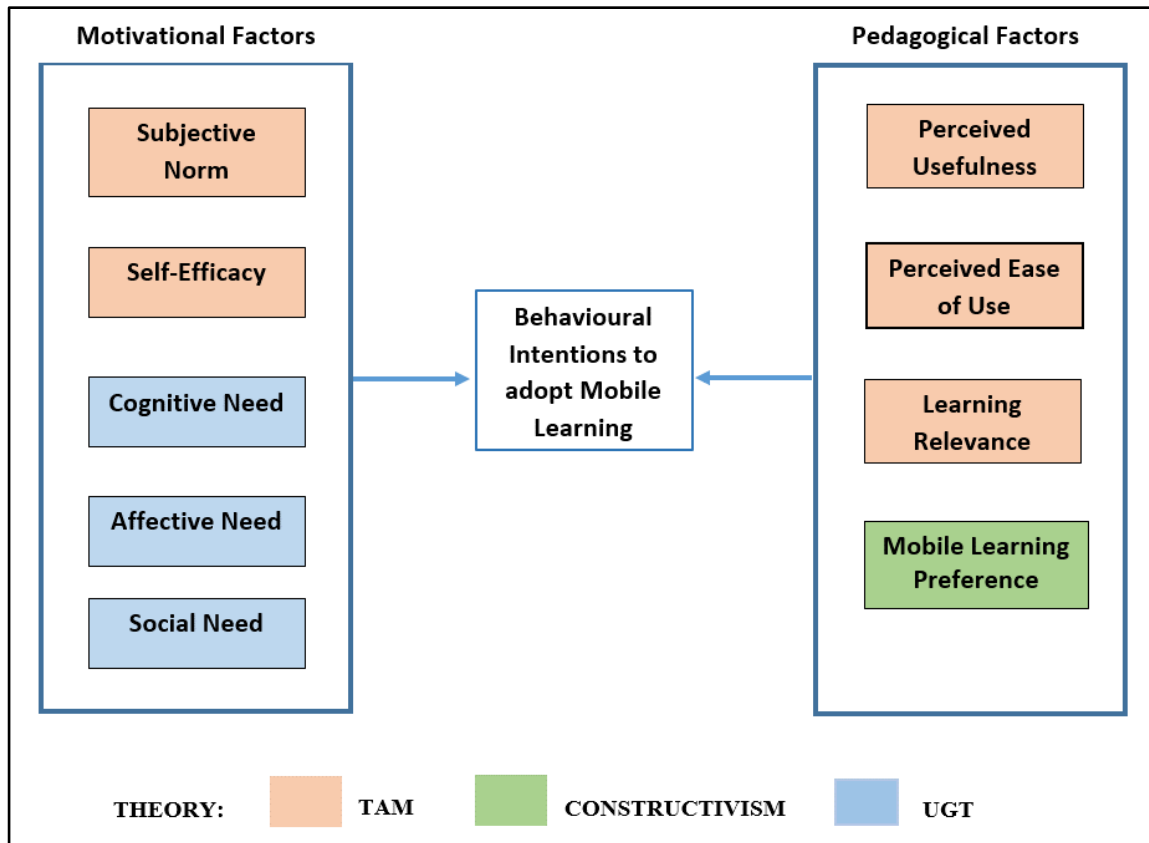 Motivational Factors
Subjective
Norm
Self-Efficacy
Cognitive Need
Affective Need
Social Need
Behavioural
Intentions to
adopt Mobile
Learning
Pedagogical Factors
Perceived
Usefulness
Perceived Ease
of Use
Learning
Relevance
Mobile Learning
Preference
THEORY: TAM CONSTRUCTIVISM UGT